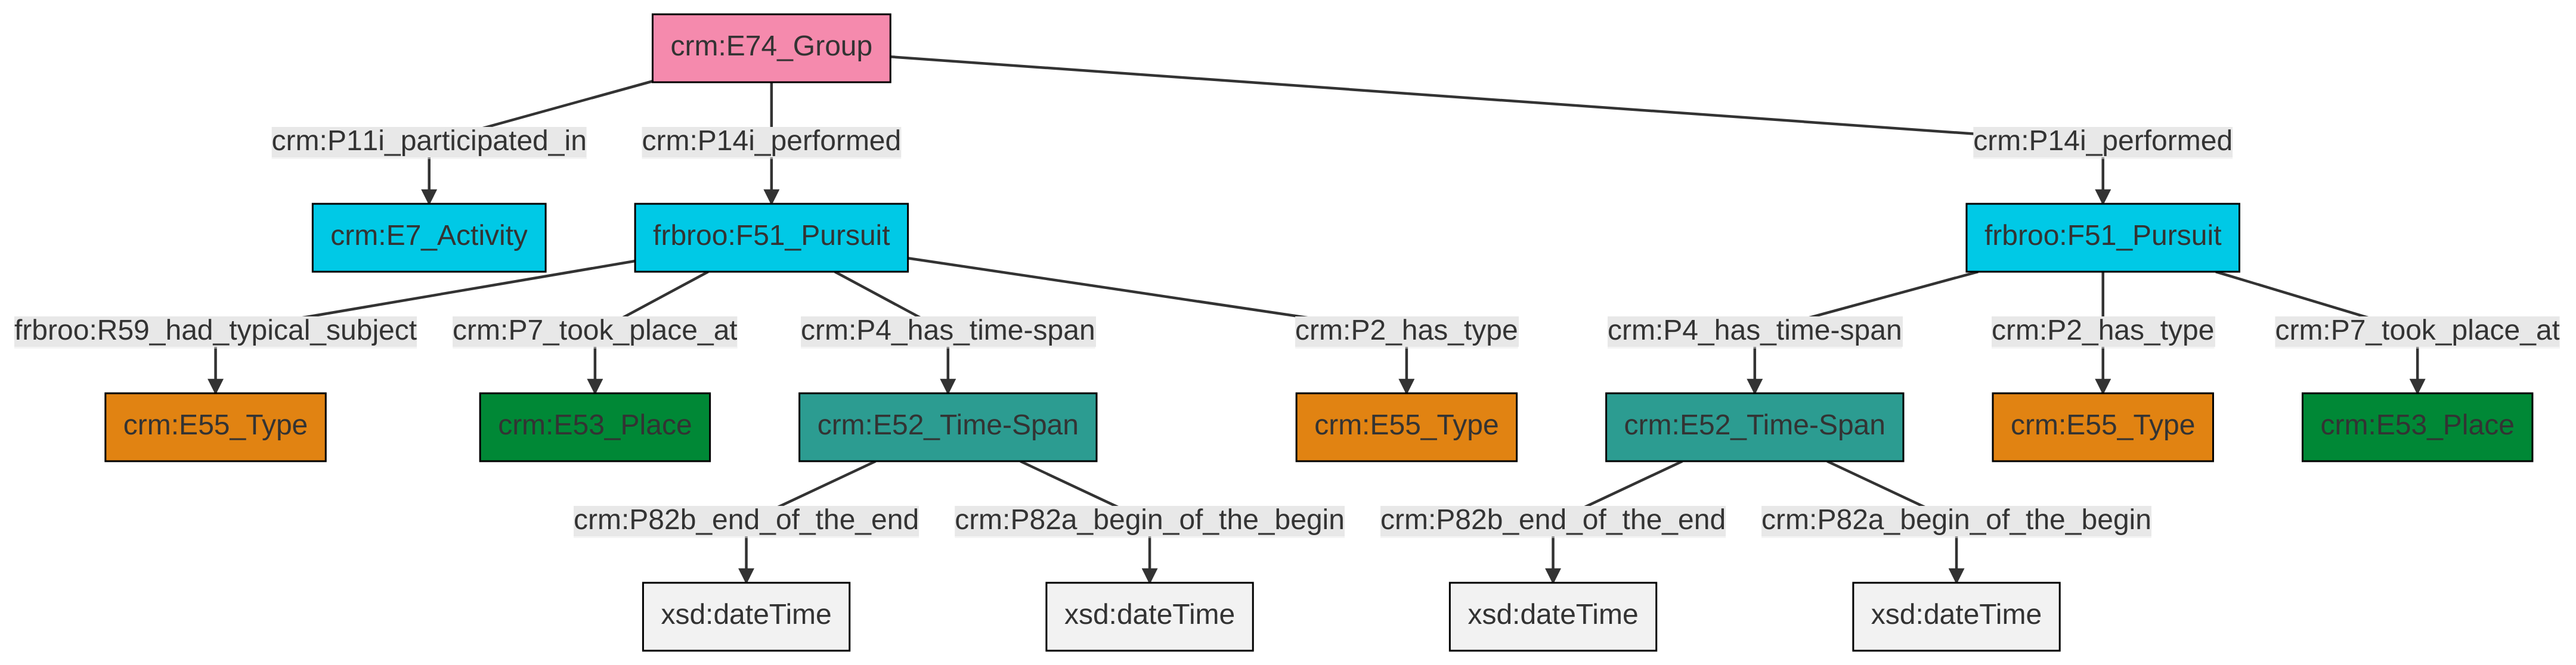 crm:E74_Group
crm:P11i_participated_in
crm:P14i_performed
crm:P14i_performed
crm:E7_Activity
frbroo:F51_Pursuit
frbroo:F51_Pursuit
frbroo:R59_had_typical_subject
crm:P7_took_place_at
crm:P4_has_time-span
crm:P2_has_type
crm:P4_has_time-span
crm:P2_has_type
crm:P7_took_place_at
crm:E55_Type
crm:E53_Place
crm:E52_Time-Span
crm:E55_Type
crm:E52_Time-Span
crm:E55_Type
crm:E53_Place
crm:P82b_end_of_the_end
crm:P82a_begin_of_the_begin
crm:P82b_end_of_the_end
crm:P82a_begin_of_the_begin
xsd:dateTime
xsd:dateTime
xsd:dateTime
xsd:dateTime